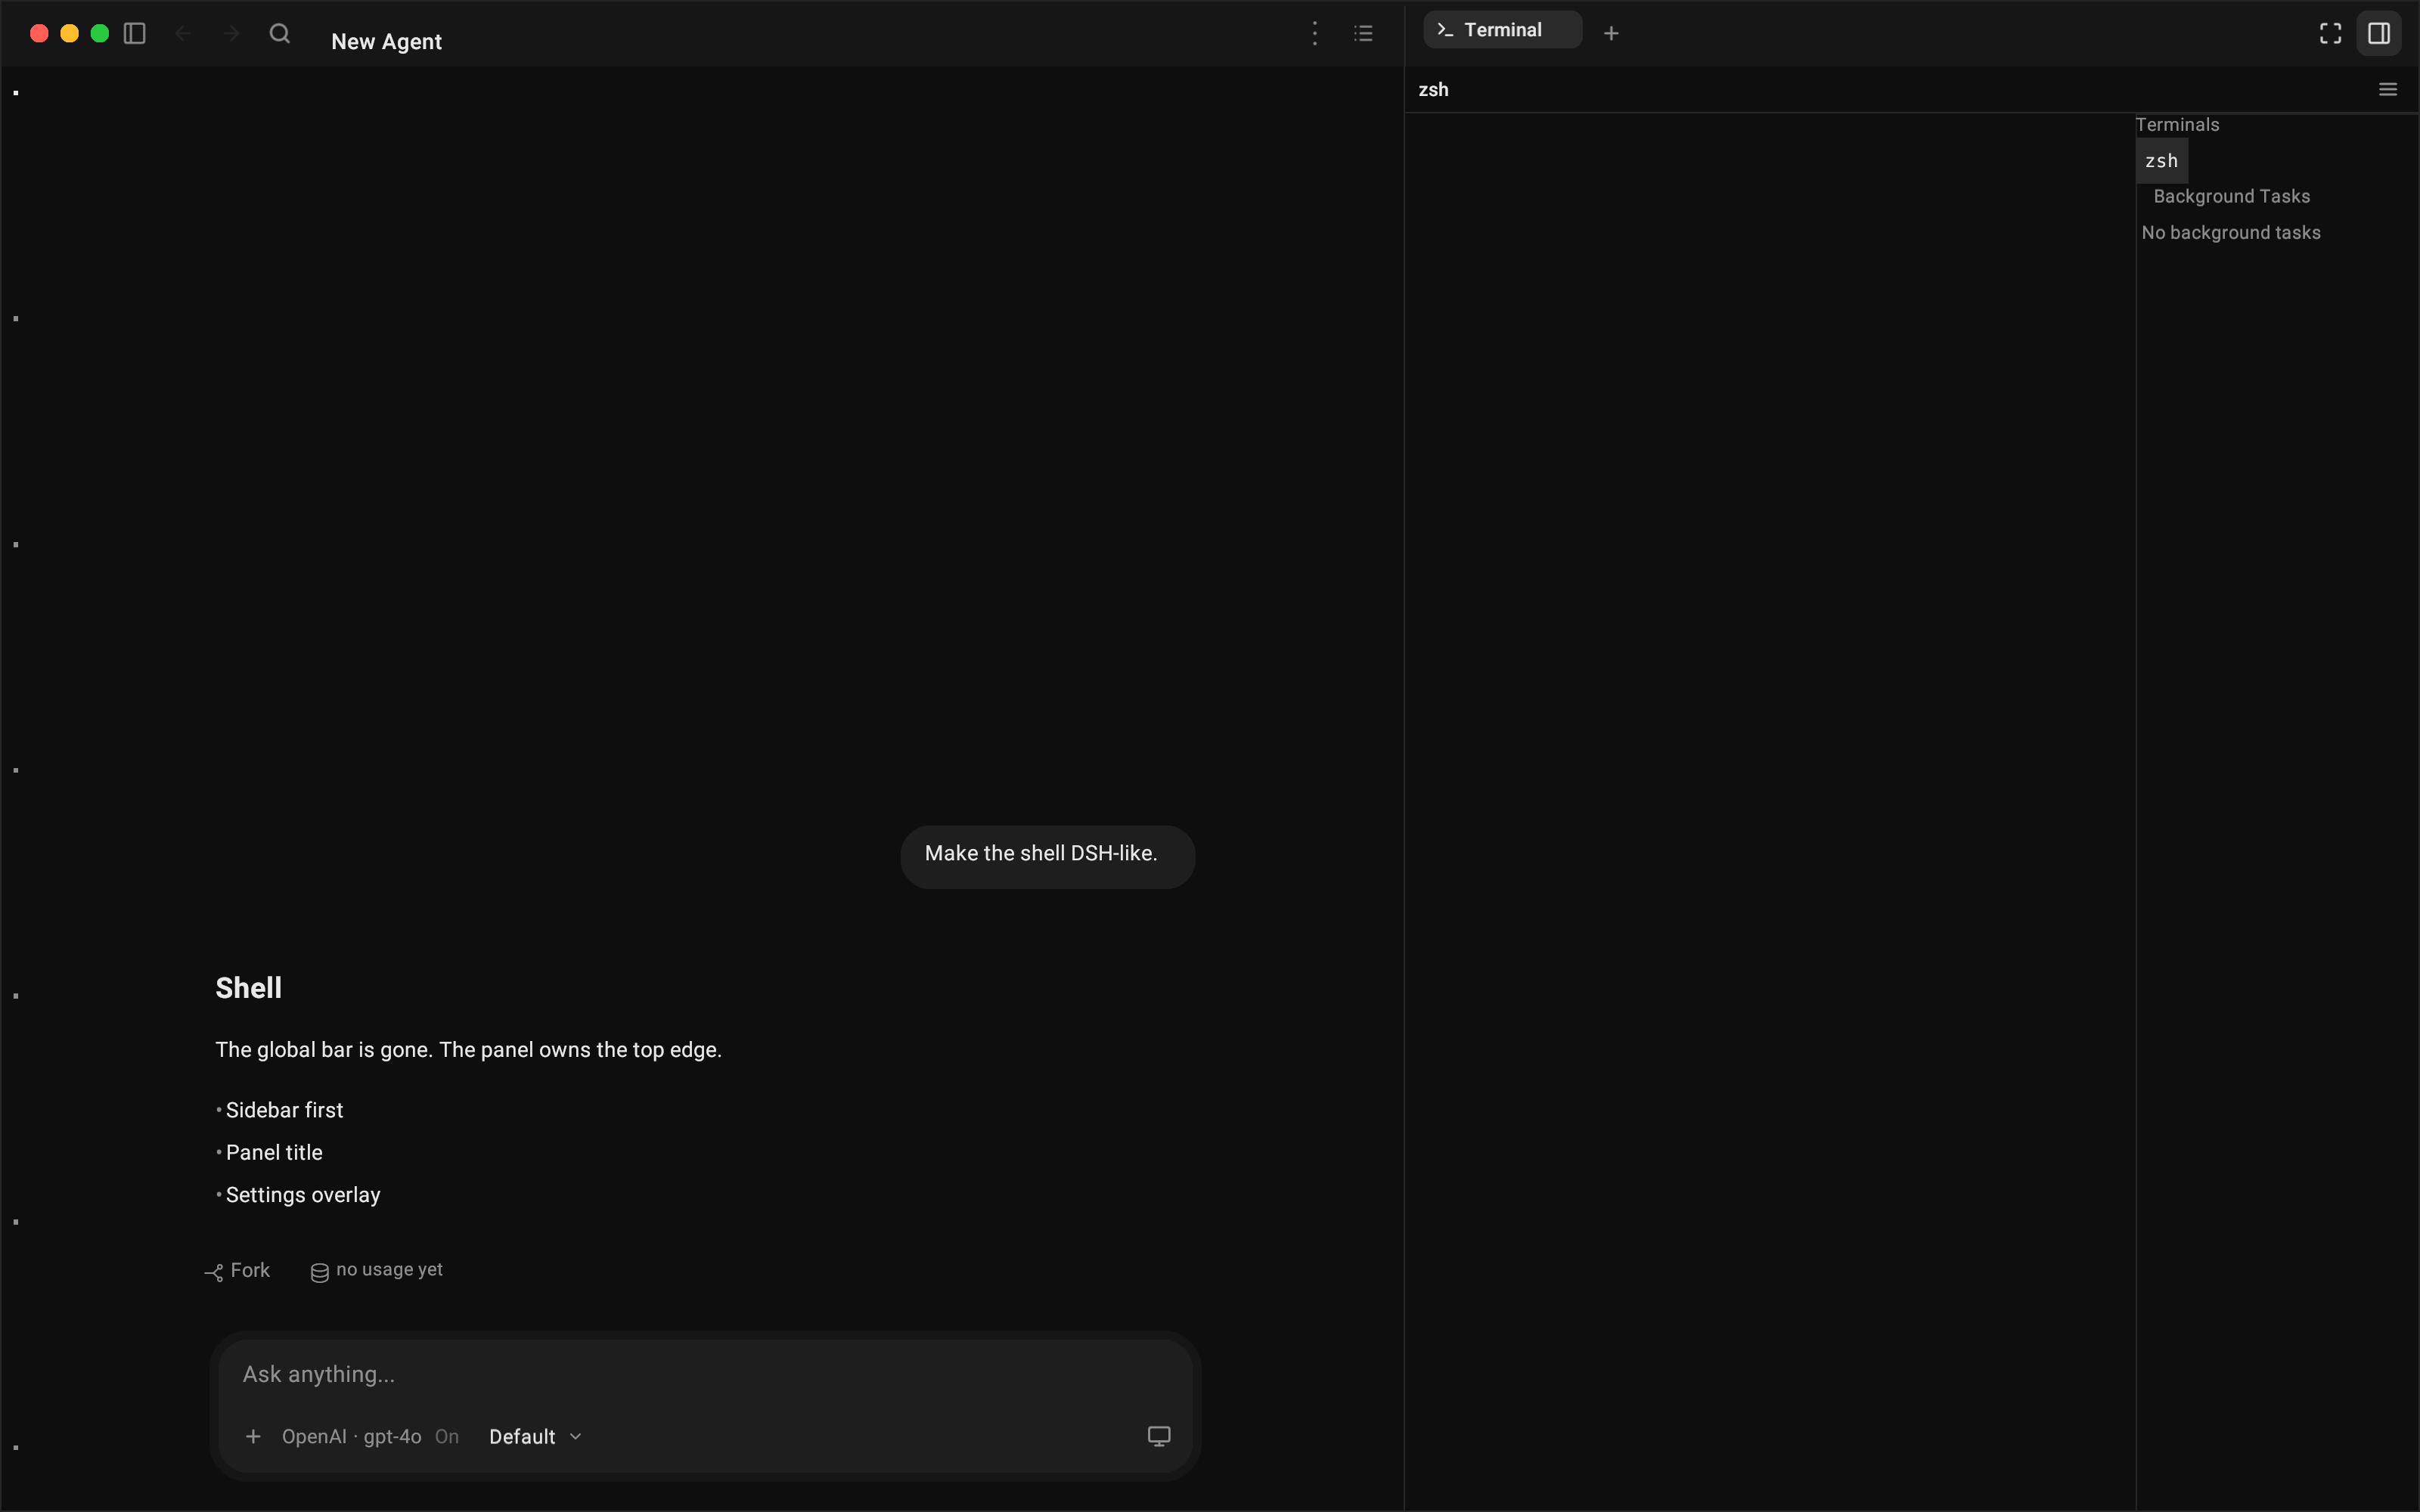 New Agent
Terminal
zsh
Terminals
zsh
Background Tasks
No background tasks
Make the shell DSH-like.
Shell
The global bar is gone. The panel owns the top edge.
• Sidebar first
• Panel title
• Settings overlay
Fork
no usage yet
Ask anything...
OpenAI · gpt-4o On Default